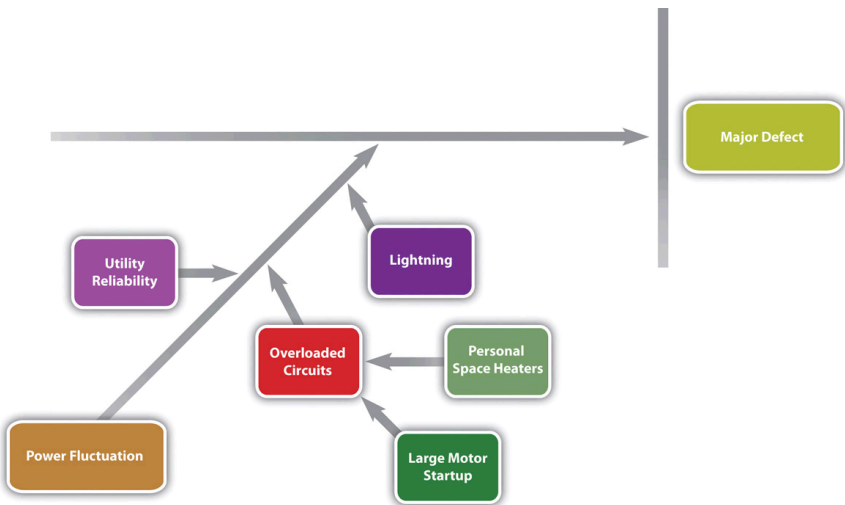 Major Defect
Utility
Reliability
Lightning
Overloaded
Circuits
Personal
Space Heaters
Power Fluctuation
Large Motor
Startup